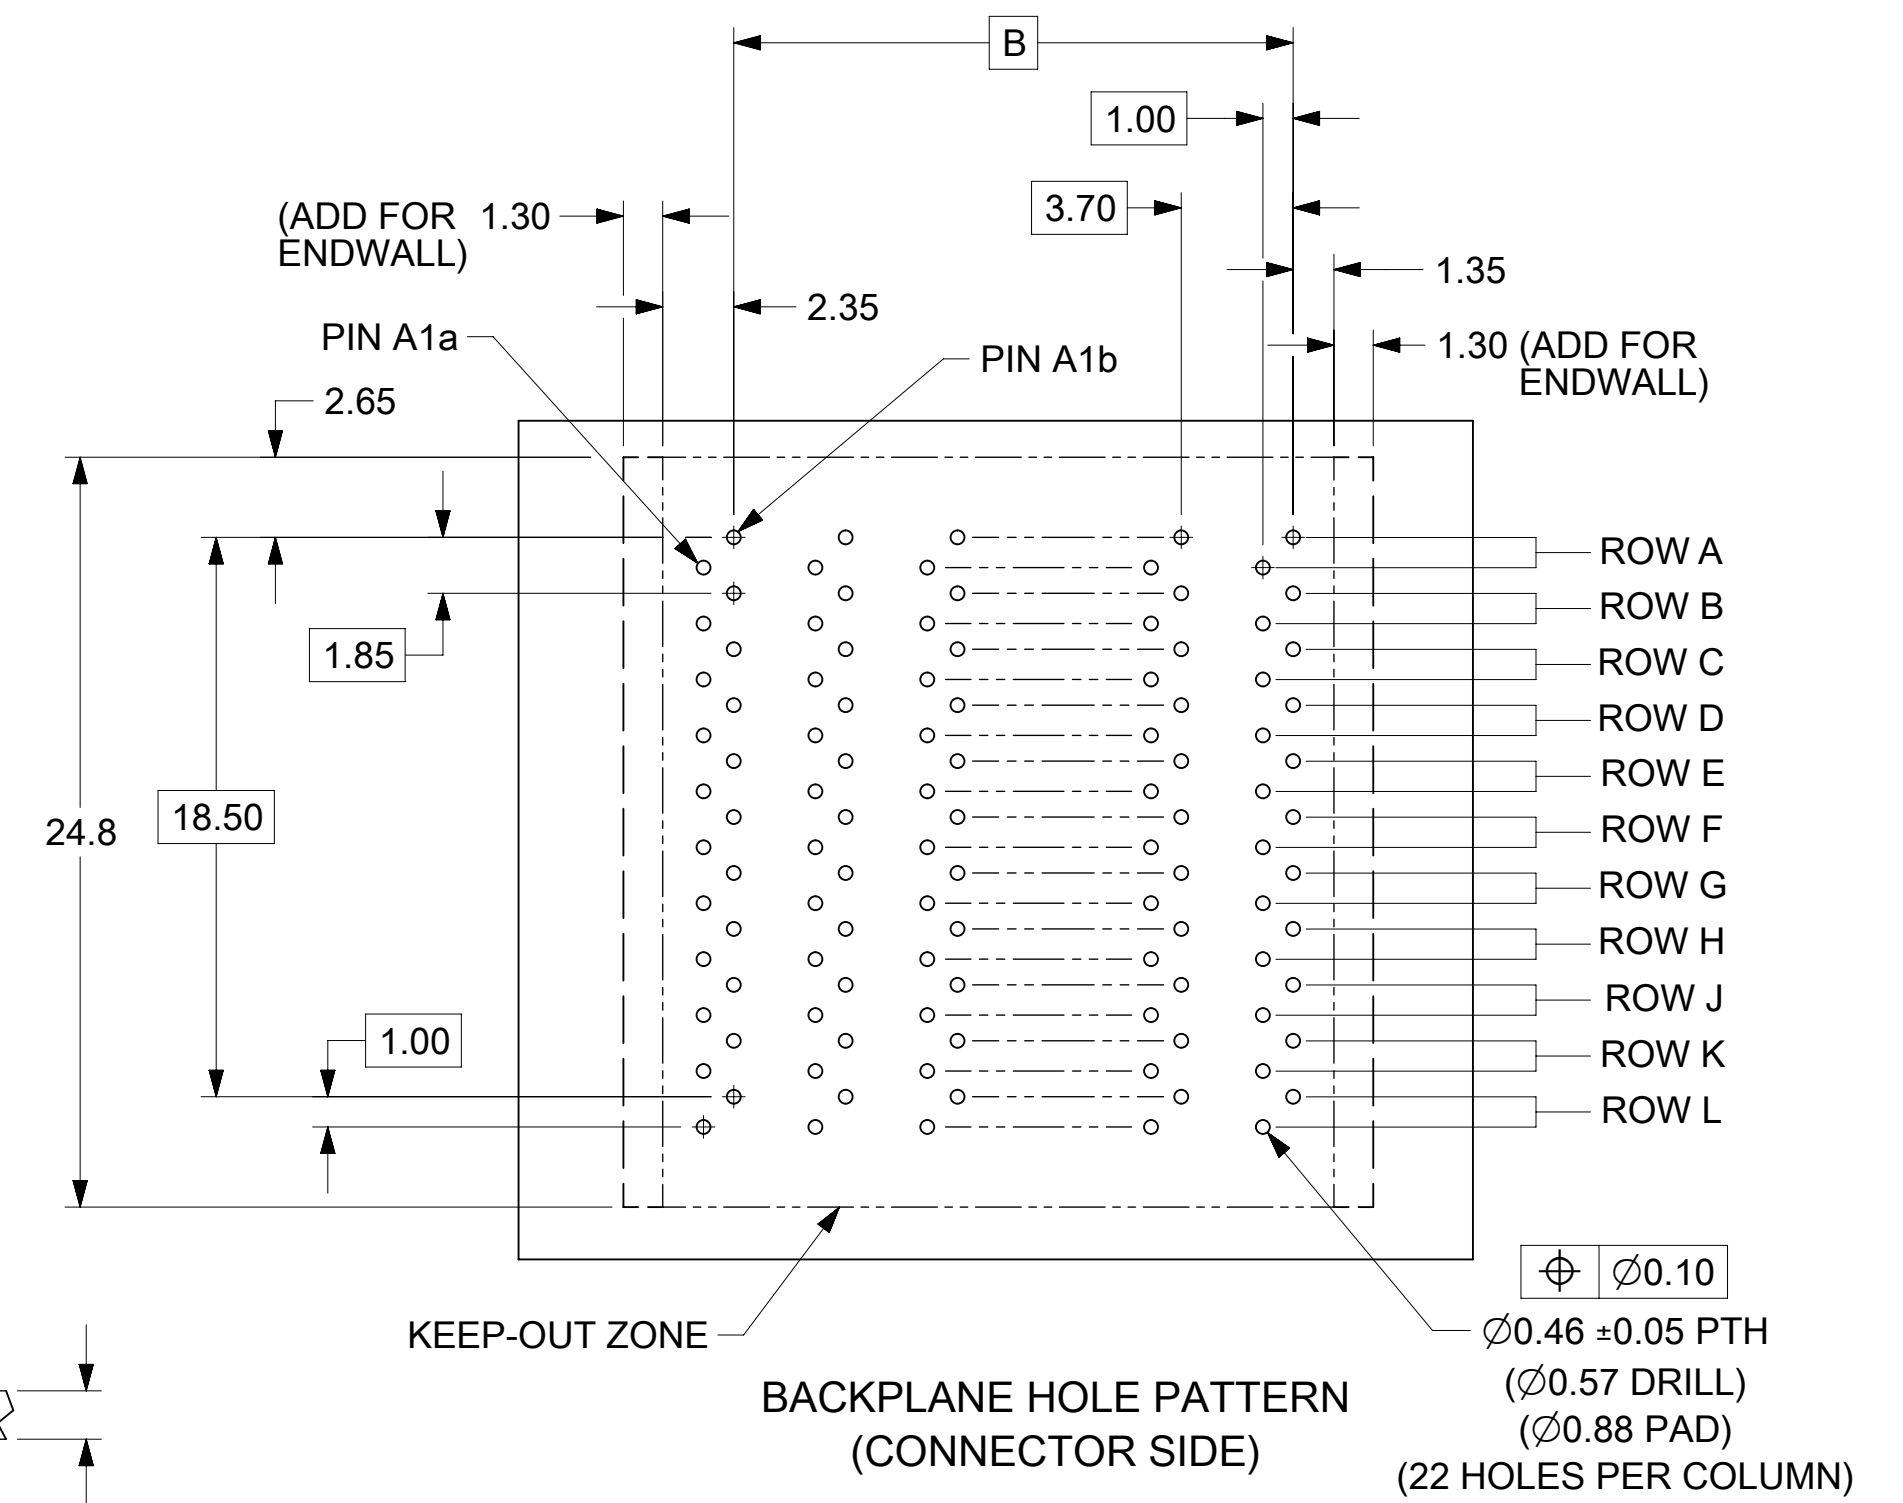 B
1.00
3.70
(ADD FOR 1.30
ENDWALL)
1.35
2.35
PIN A1a
PIN A1b
1.30 (ADD FOR
ENDWALL)
2.65
ROW A
ROW B
1.85
ROW C
ROW D
ROW E
18.50
24.8
ROW F
ROW G
ROW H
ROW J
1.00
ROW K
ROW L
⌖ ∅0.10
KEEP-OUT ZONE
∅0.46 ±0.05 PTH
(∅0.57 DRILL)
(∅0.88 PAD)
(22 HOLES PER COLUMN)
BACKPLANE HOLE PATTERN
(CONNECTOR SIDE)